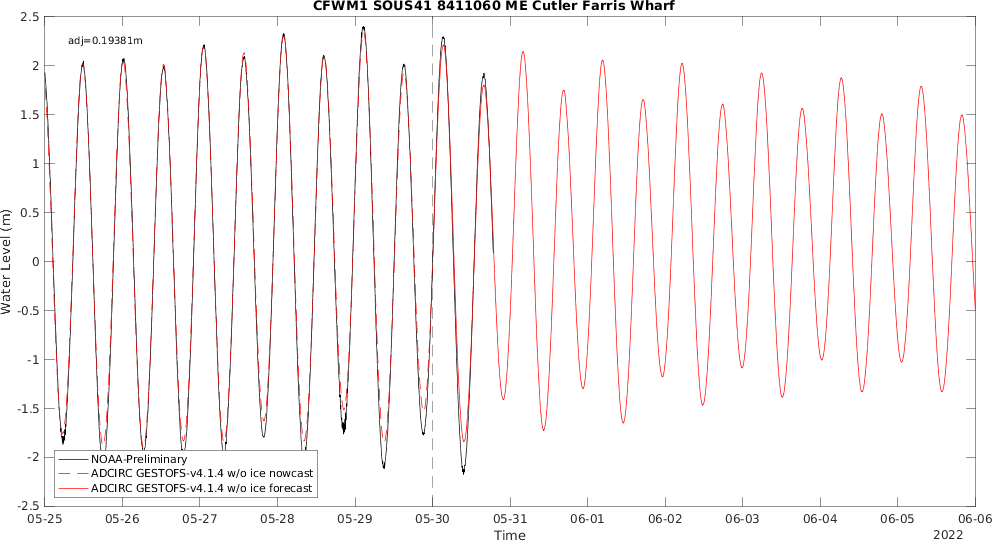 CFWM1 SOUS41 8411060 ME Cutler Farris Wharf
adj=0.19381m
2.5
2
1.5
1
0.5
0
-0.5
-1
-1.5
-2
-2.5
Water Level (m)
NOAA-Preliminary
ADCIRC GESTOFS-v4.1.4 w/o ice nowcast
ADCIRC GESTOFS-v4.1.4 w/o ice forecast
05-25 05-26 05-27 05-28 05-29 05-30 05-31 06-01 06-02 06-03 06-04 06-05 06-06
Time
2022